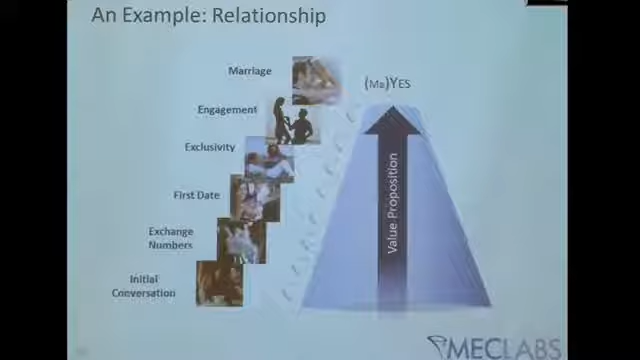 An Example: Relationship
Marriage
(Ma)YES
Engagement
Exclusivity
First Date
Exchange
Numbers
Initial
Conversation
Value Proposition
MECLABS